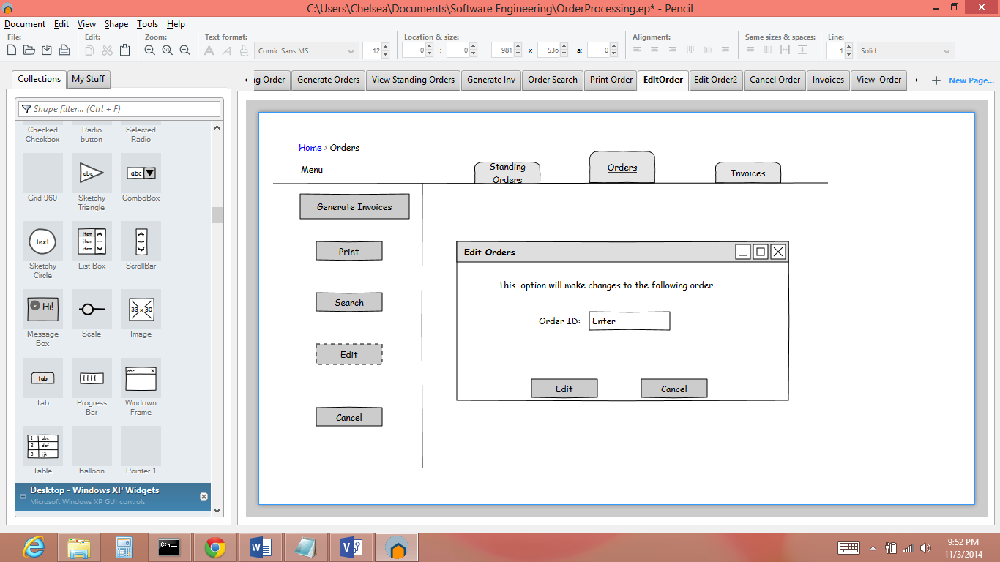 C:\Users\Chelsea\Documents\Software Engineering\OrderProcessing.ep* - Pencil
Document Edit View Shape Tools Help
File: Edit: Zoom: Text format: Location & size: Alignment: Same sizes & spaces: Line:
1:1 A A Comic Sans MS 12 0 : 0 981 x 536 a: 0 1 Solid
Collections My Stuff
ng Order Generate Orders View Standing Orders Generate Inv Order Search Print Order EditOrder Edit Order2 Cancel Order Invoices View Order New Page...
Shape filter... (Ctrl + F)
Checked Checkbox
Radio button
Selected Radio
Grid 960
abc
Sketchy Triangle
abc
ComboBox
text
Sketchy Circle
item
item
item
List Box
ScrollBar
Hi!
Message Box
Scale
33 x 30
Image
tab
Tab
Progress Bar
abc X
Windown Frame
1 abc
2 def
3 ijk
Table
Balloon
Pointer 1
Desktop - Windows XP Widgets
Microsoft Windows XP GUI controls
Home > Orders
Menu
Standing Orders
Orders
Invoices
Generate Invoices
Print
Search
Edit
Cancel
Edit Orders
This option will make changes to the following order
Order ID: Enter
Edit Cancel
9:52 PM
11/3/2014